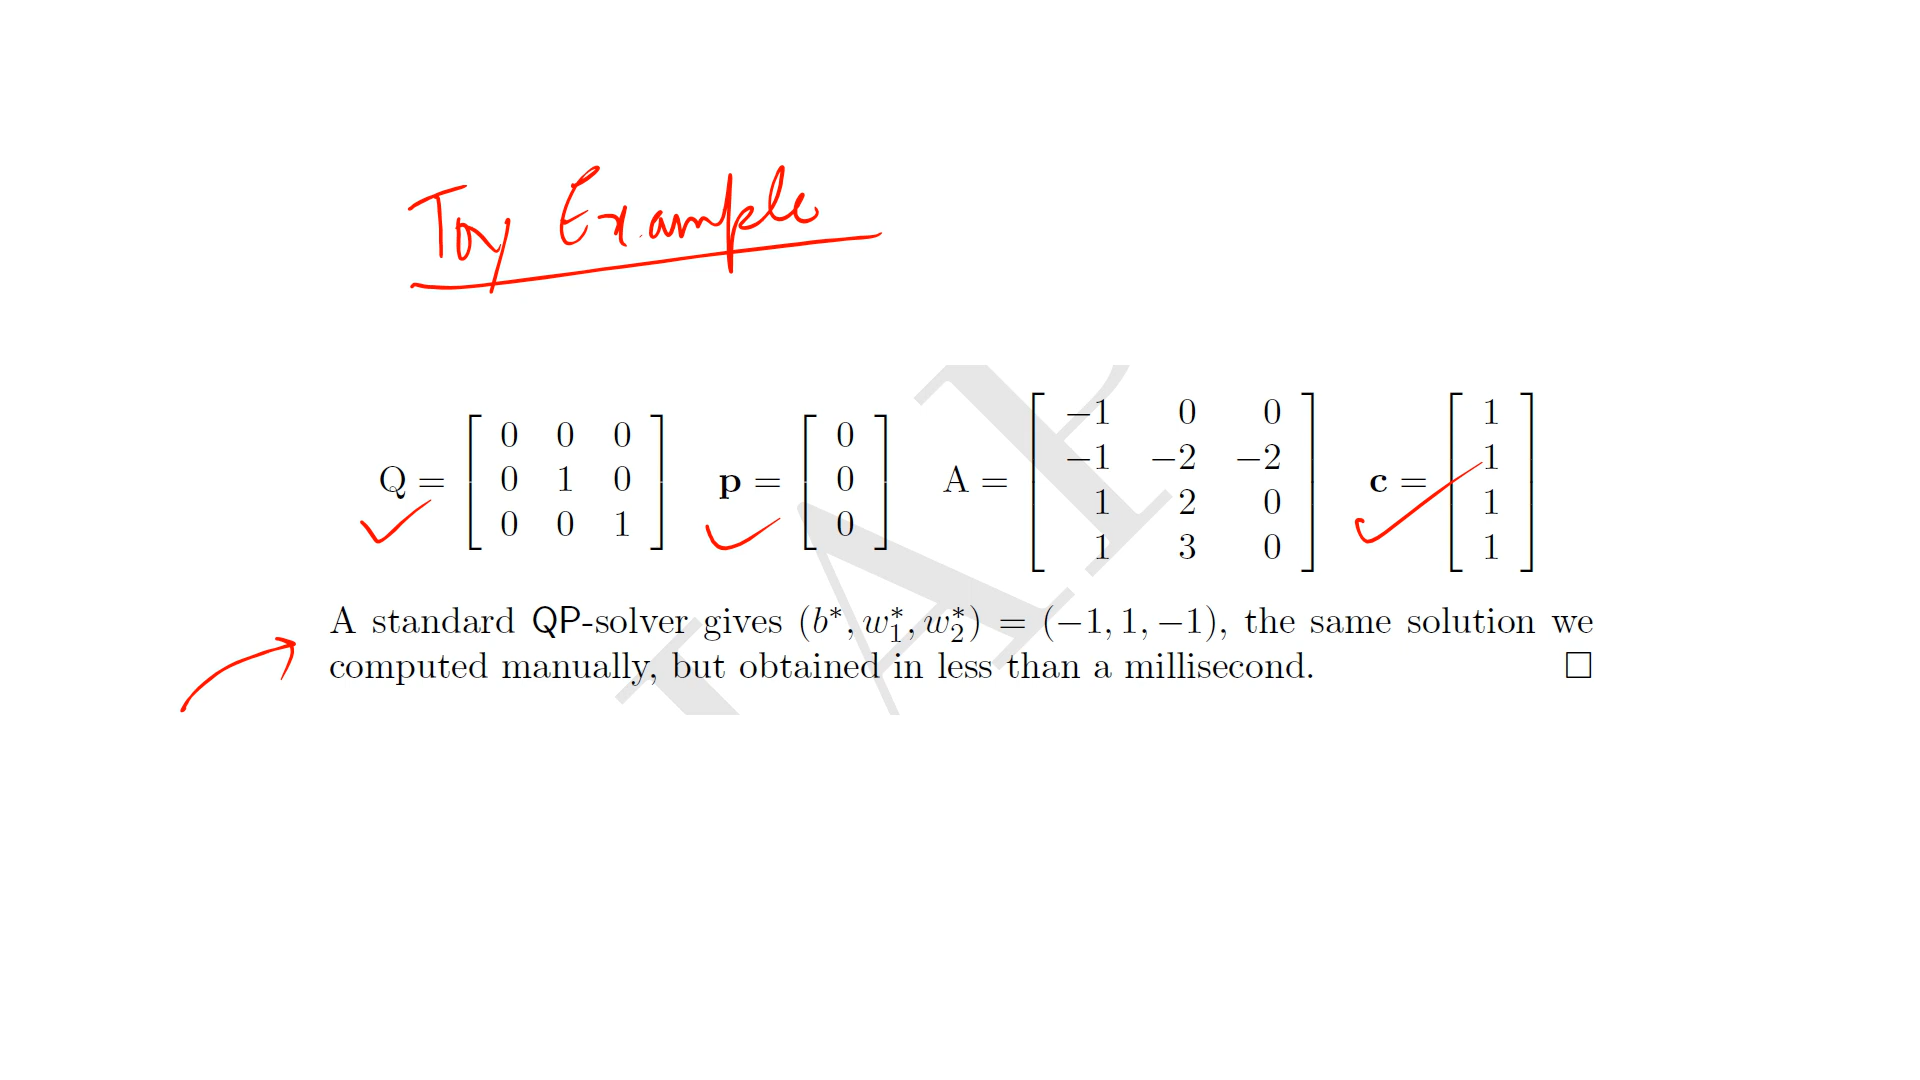 Toy Example
Q = [ 0 0 0 ; 0 1 0 ; 0 0 1 ] p = [ 0 ; 0 ; 0 ] A = [ −1 0 0 ; −1 −2 −2 ; 1 2 0 ; 1 3 0 ] c = [ 1 ; 1 ; 1 ; 1 ]
A standard QP-solver gives (b*, w₁*, w₂*) = (−1, 1, −1), the same solution we
computed manually, but obtained in less than a millisecond. □